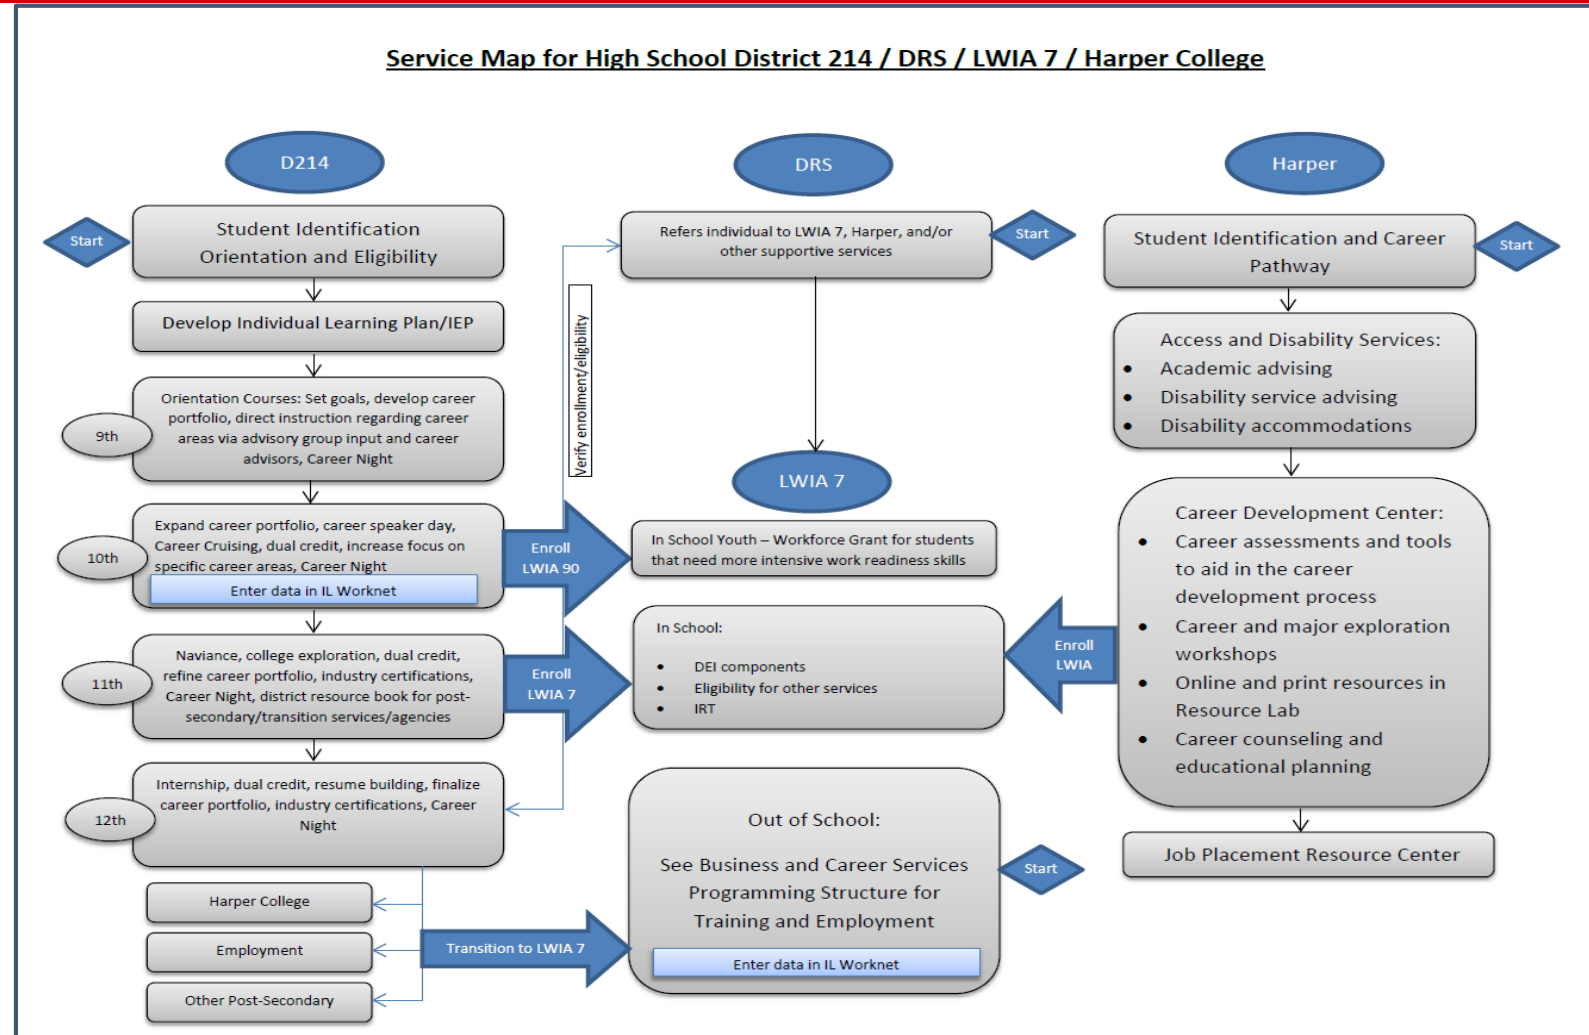 Service Map for High School District 214 / DRS / LWIA 7 / Harper College
D214
Start
Student Identification
Orientation and Eligibility
Develop Individual Learning Plan/IEP
9th
Orientation Courses: Set goals, develop career
portfolio, direct instruction regarding career
areas via advisory group input and career
advisors, Career Night
10th
Expand career portfolio, career speaker day,
Career Cruising, dual credit, increase focus on
specific career areas, Career Night
Enter data in IL Worknet
Enroll
LWIA 90
11th
Naviance, college exploration, dual credit,
refine career portfolio, industry certifications,
Career Night, district resource book for post-
secondary/transition services/agencies
Enroll
LWIA 7
12th
Internship, dual credit, resume building, finalize
career portfolio, industry certifications, Career
Night
Harper College
Employment
Other Post-Secondary
Transition to LWIA 7
Verify enrollment/eligibility
DRS
Refers individual to LWIA 7, Harper, and/or
other supportive services
Start
LWIA 7
In School Youth – Workforce Grant for students
that need more intensive work readiness skills
In School:
• DEI components
• Eligibility for other services
• IRT
Out of School:
See Business and Career Services
Programming Structure for
Training and Employment
Enter data in IL Worknet
Start
Harper
Student Identification and Career
Pathway
Start
Access and Disability Services:
• Academic advising
• Disability service advising
• Disability accommodations
Career Development Center:
• Career assessments and tools
to aid in the career
development process
• Career and major exploration
workshops
• Online and print resources in
Resource Lab
• Career counseling and
educational planning
Enroll
LWIA
Job Placement Resource Center